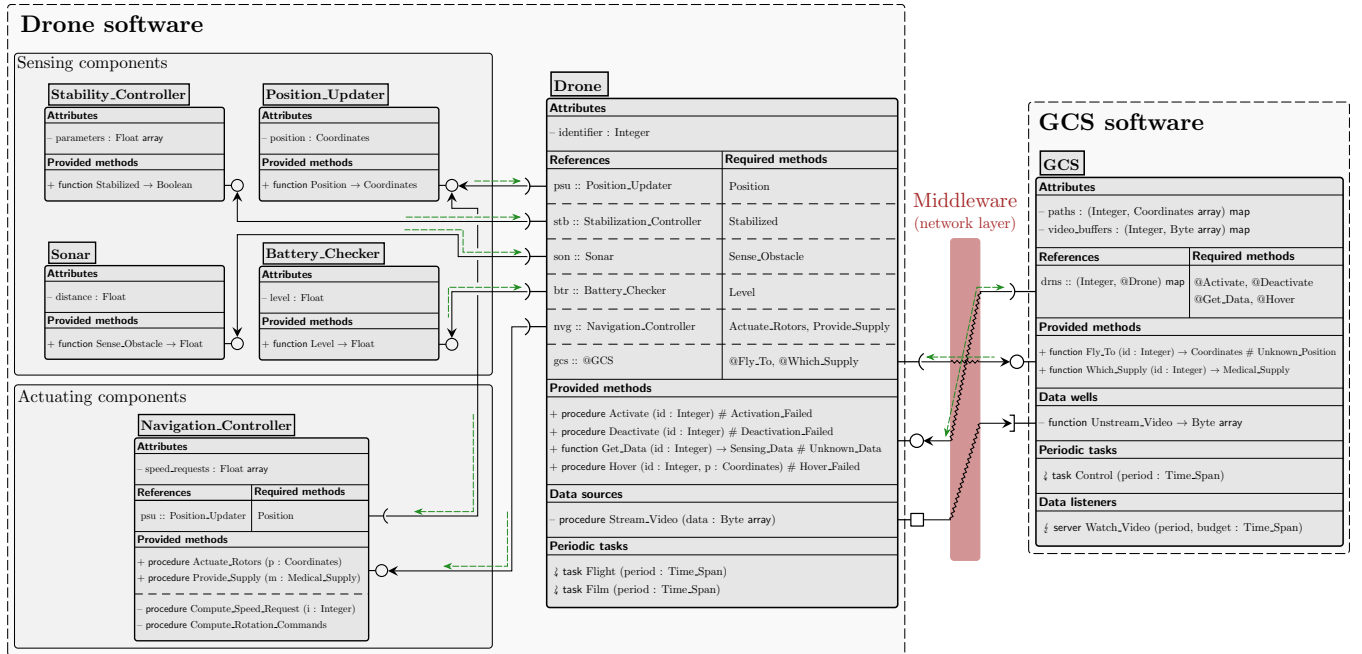 Drone software
Sensing components
Stability_Controller
Attributes
– parameters : Float array
Provided methods
+ function Stabilized → Boolean
Position_Updater
Attributes
– position : Coordinates
Provided methods
+ function Position → Coordinates
Sonar
Attributes
– distance : Float
Provided methods
+ function Sense_Obstacle → Float
Battery_Checker
Attributes
– level : Float
Provided methods
+ function Level → Float
Actuating components
Navigation_Controller
Attributes
– speed_requests : Float array
References Required methods
psu :: Position_Updater Position
Provided methods
+ procedure Actuate_Rotors (p : Coordinates)
+ procedure Provide_Supply (m : Medical_Supply)
– procedure Compute_Speed_Request (i : Integer)
– procedure Compute_Rotation_Commands
Drone
Attributes
– identifier : Integer
References Required methods
psu :: Position_Updater Position
stb :: Stabilization_Controller Stabilized
son :: Sonar Sense_Obstacle
btr :: Battery_Checker Level
nvg :: Navigation_Controller Actuate_Rotors, Provide_Supply
gcs :: @GCS @Fly_To, @Which_Supply
Provided methods
+ procedure Activate (id : Integer) # Activation_Failed
+ procedure Deactivate (id : Integer) # Deactivation_Failed
+ function Get_Data (id : Integer) → Sensing_Data # Unknown_Data
+ procedure Hover (id : Integer, p : Coordinates) # Hover_Failed
Data sources
– procedure Stream_Video (data : Byte array)
Periodic tasks
task Flight (period : Time_Span)
task Film (period : Time_Span)
Middleware
(network layer)
GCS software
GCS
Attributes
– paths : (Integer, Coordinates array) map
– video_buffers : (Integer, Byte array) map
References Required methods
drns :: (Integer, @Drone) map @Activate, @Deactivate
@Get_Data, @Hover
Provided methods
+ function Fly_To (id : Integer) → Coordinates # Unknown_Position
+ function Which_Supply (id : Integer) → Medical_Supply
Data wells
– function Unstream_Video → Byte array
Periodic tasks
task Control (period : Time_Span)
Data listeners
server Watch_Video (period, budget : Time_Span)